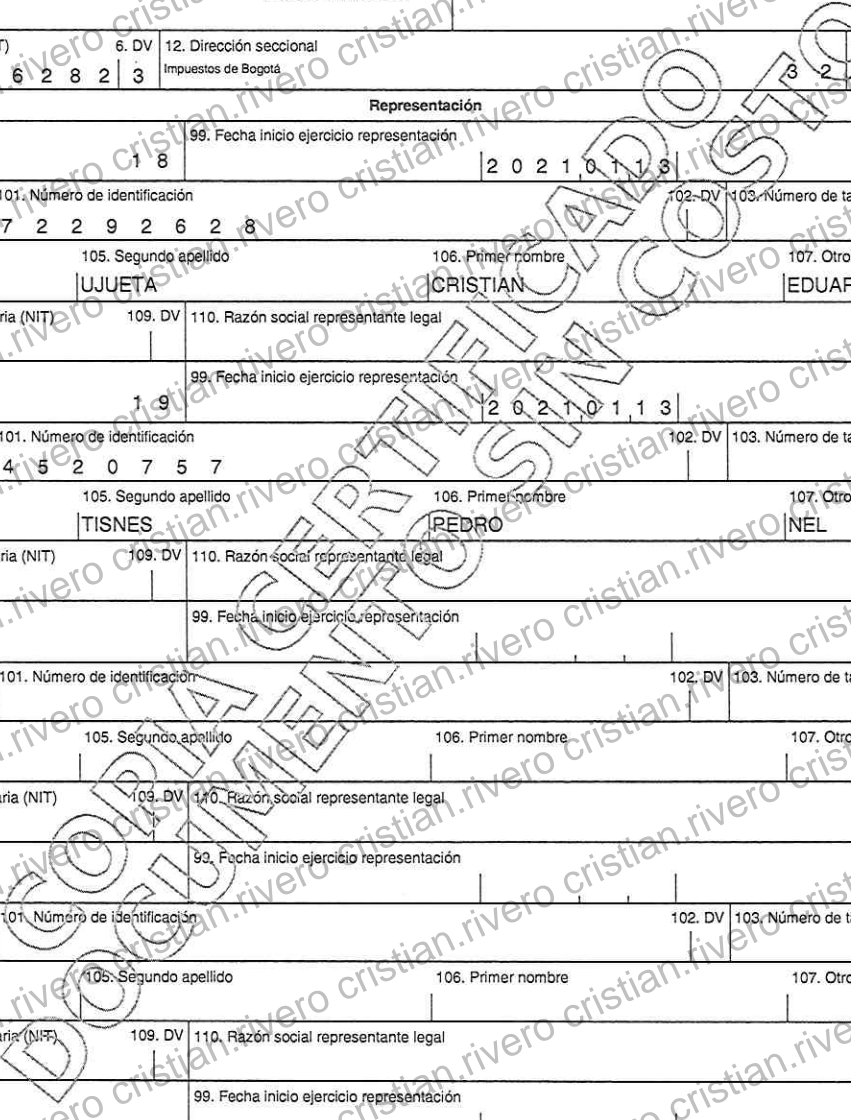 6. DV 12. Dirección seccional
6 2 8 2 3 Impuestos de Bogotá 3 2
Representación
99. Fecha inicio ejercicio representación
1 8 2 0 2 1 0 1 1 3
101. Número de identificación 102. DV 103. Número de ta
7 2 2 9 2 6 2 8
105. Segundo apellido 106. Primer nombre 107. Otro
UJUETA CRISTIAN EDUAR
ria (NIT) 109. DV 110. Razón social representante legal
99. Fecha inicio ejercicio representación
1 9 2 0 2 1 0 1 1 3
101. Número de identificación 102. DV 103. Número de ta
4 5 2 0 7 5 7
105. Segundo apellido 106. Primer nombre 107. Otro
TISNES PEDRO NEL
ria (NIT) 109. DV 110. Razón social representante legal
99. Fecha inicio ejercicio representación
101. Número de identificación 102. DV 103. Número de ta
105. Segundo apellido 106. Primer nombre 107. Otro
aria (NIT) 109. DV 110. Razón social representante legal
99. Fecha inicio ejercicio representación
101. Número de identificación 102. DV 103. Número de ta
105. Segundo apellido 106. Primer nombre 107. Otro
aria (NIT) 109. DV 110. Razón social representante legal
99. Fecha inicio ejercicio representación
COPIA CERTIFICADO
DOCUMENTO SIN COSTO
cristian.rivero cristian.rivero cristian.rivero